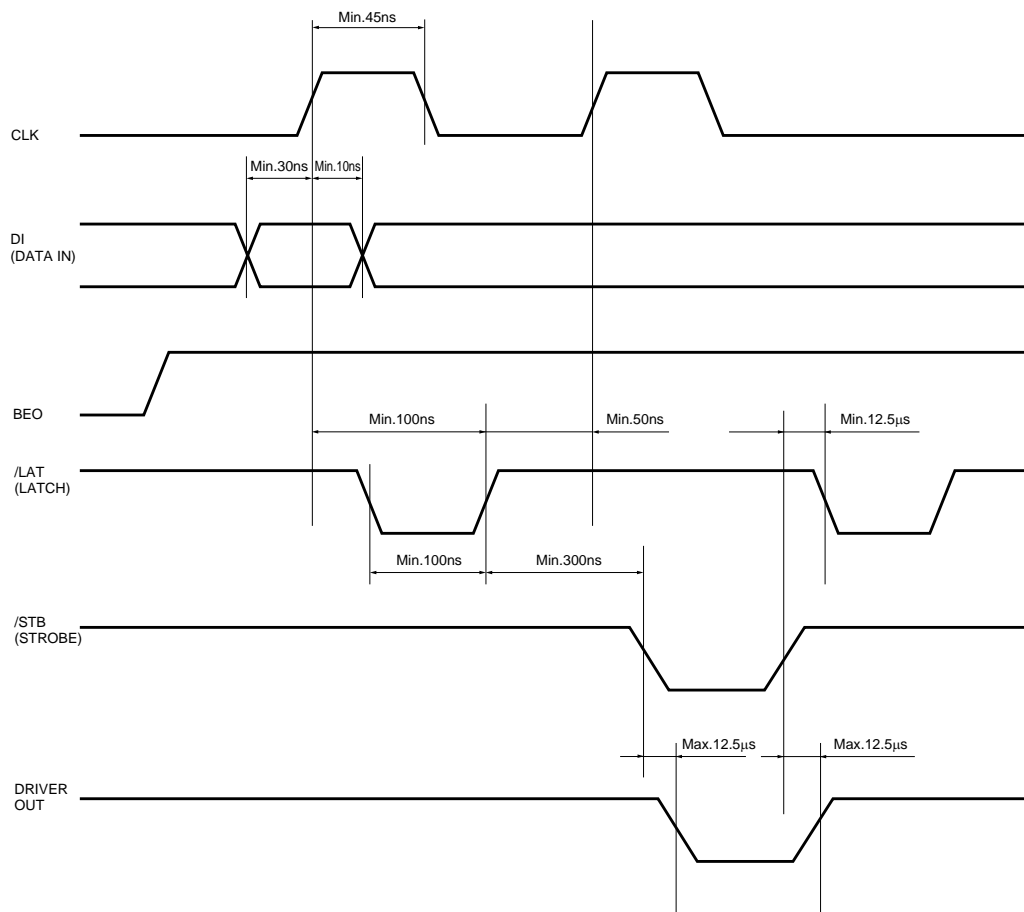 Min.45ns
CLK
Min.30ns
Min.10ns
DI
(DATA IN)
BEO
Min.100ns
Min.50ns
Min.12.5μs
/LAT
(LATCH)
Min.100ns
Min.300ns
/STB
(STROBE)
Max.12.5μs
Max.12.5μs
DRIVER
OUT